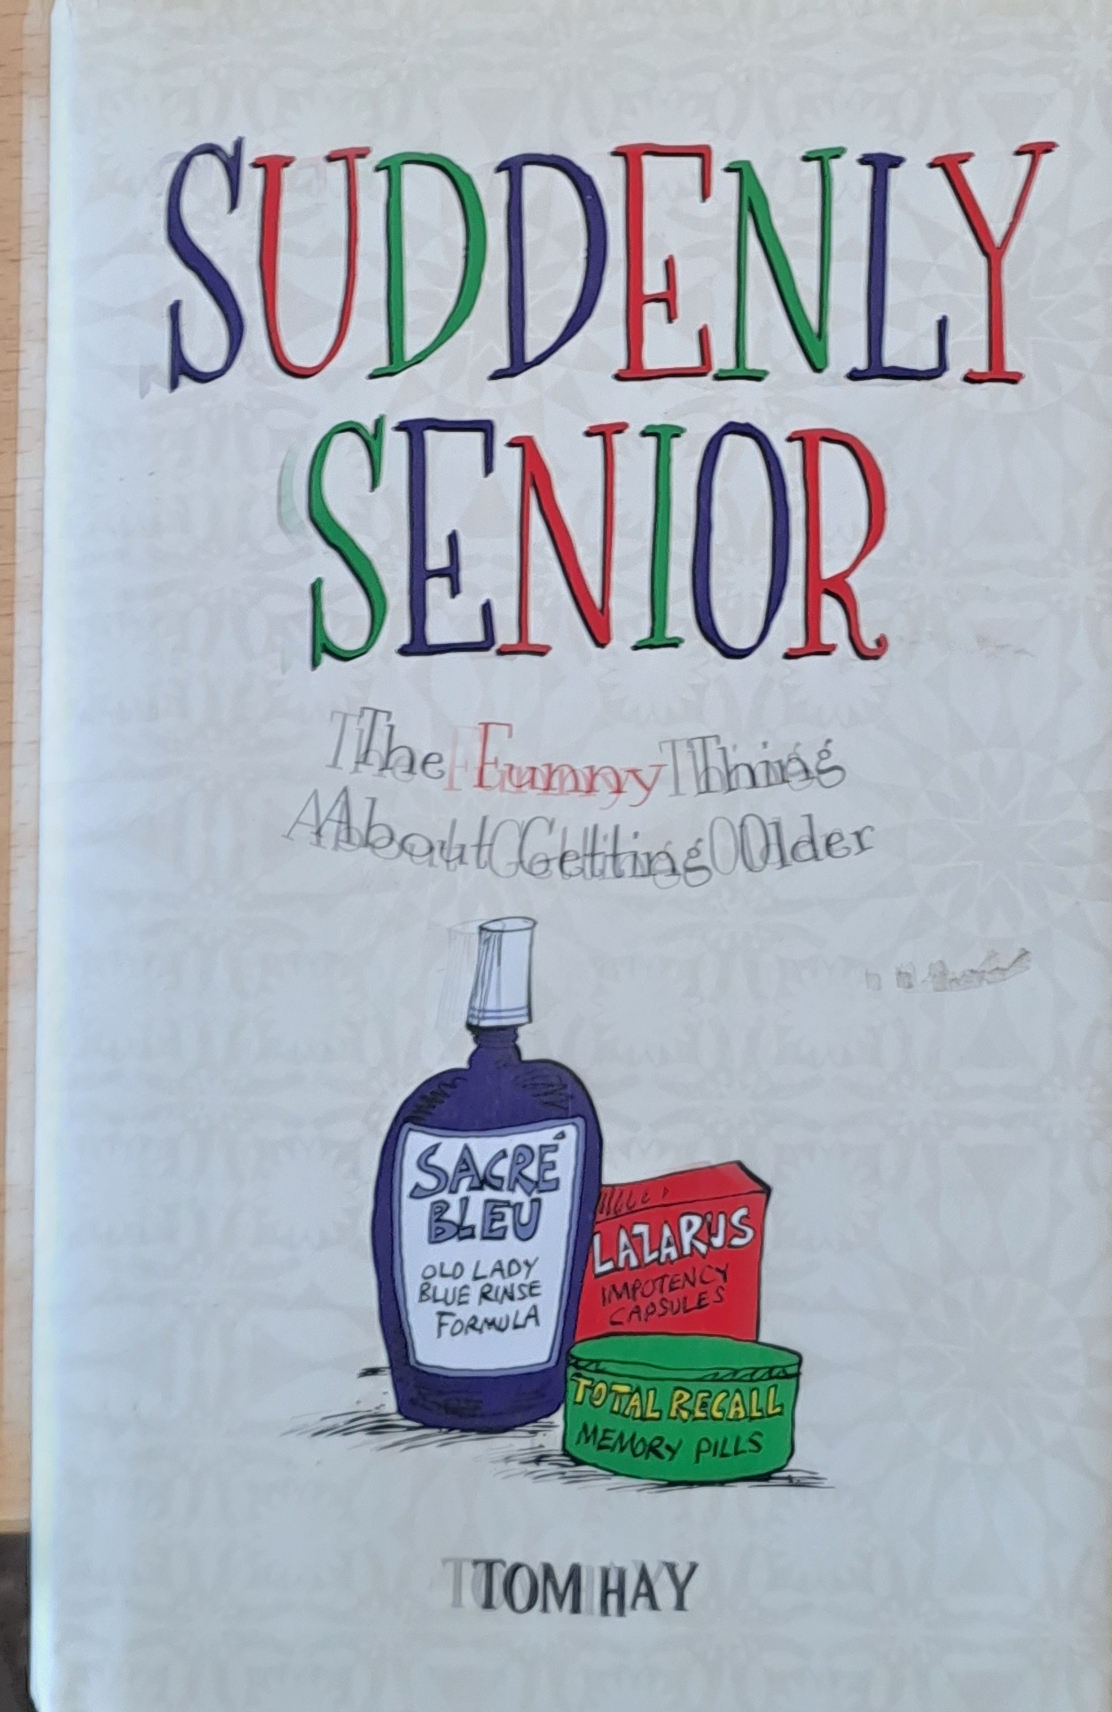 SUDDENLY
SENIOR
The Funny Thing
About Getting Older
SACRÉ
BLEU
OLD LADY
BLUE RINSE
FORMULA
LAZARUS
IMPOTENCY
CAPSULES
TOTAL RECALL
MEMORY PILLS
TOM HAY